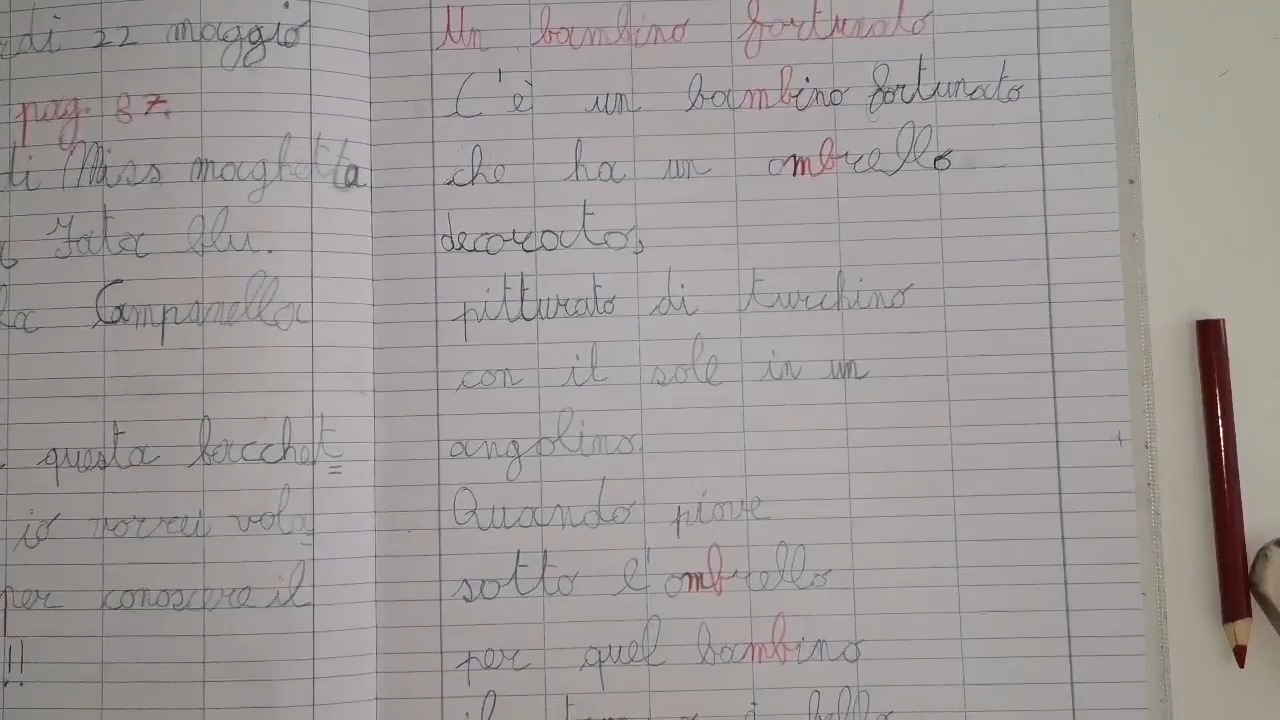 di 22 maggio
pag. 87.
di Miss maghetta
Fata Blu.
Campanella
questa bacchet
io vorrei vola
per conoscere il
!!
Un bambino fortunato
C'è un bambino fortunato
che ha un ombrello
decorato,
pitturato di turchino
con il sole in un
angolino.
Quando piove
sotto l'ombrello
per quel bambino
il